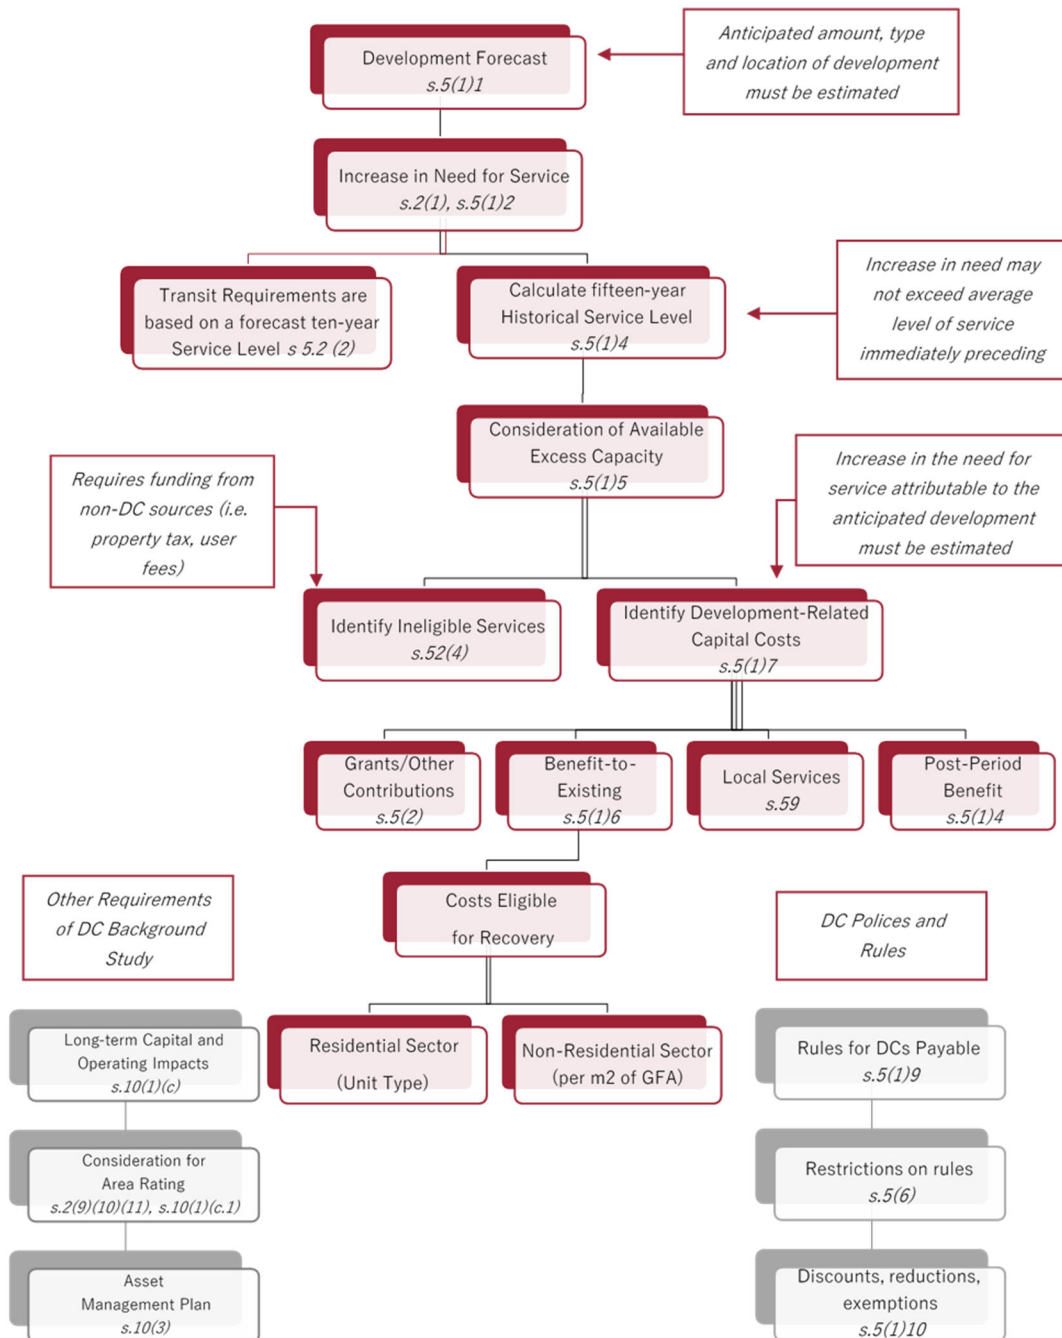 Development Forecast
s.5(1)1
Anticipated amount, type
and location of development
must be estimated
Increase in Need for Service
s.2(1), s.5(1)2
Transit Requirements are
based on a forecast ten-year
Service Level s 5.2 (2)
Calculate fifteen-year
Historical Service Level
s.5(1)4
Increase in need may
not exceed average
level of service
immediately preceding
Consideration of Available
Excess Capacity
s.5(1)5
Requires funding from
non-DC sources (i.e.
property tax, user
fees)
Increase in the need for
service attributable to the
anticipated development
must be estimated
Identify Ineligible Services
s.52(4)
Identify Development-Related
Capital Costs
s.5(1)7
Grants/Other
Contributions
s.5(2)
Benefit-to-
Existing
s.5(1)6
Local Services
s.59
Post-Period
Benefit
s.5(1)4
Other Requirements
of DC Background
Study
Costs Eligible
for Recovery
DC Polices and
Rules
Long-term Capital and
Operating Impacts
s.10(1)(c)
Residential Sector
(Unit Type)
Non-Residential Sector
(per m2 of GFA)
Rules for DCs Payable
s.5(1)9
Consideration for
Area Rating
s.2(9)(10)(11), s.10(1)(c.1)
Restrictions on rules
s.5(6)
Asset
Management Plan
s.10(3)
Discounts, reductions,
exemptions
s.5(1)10